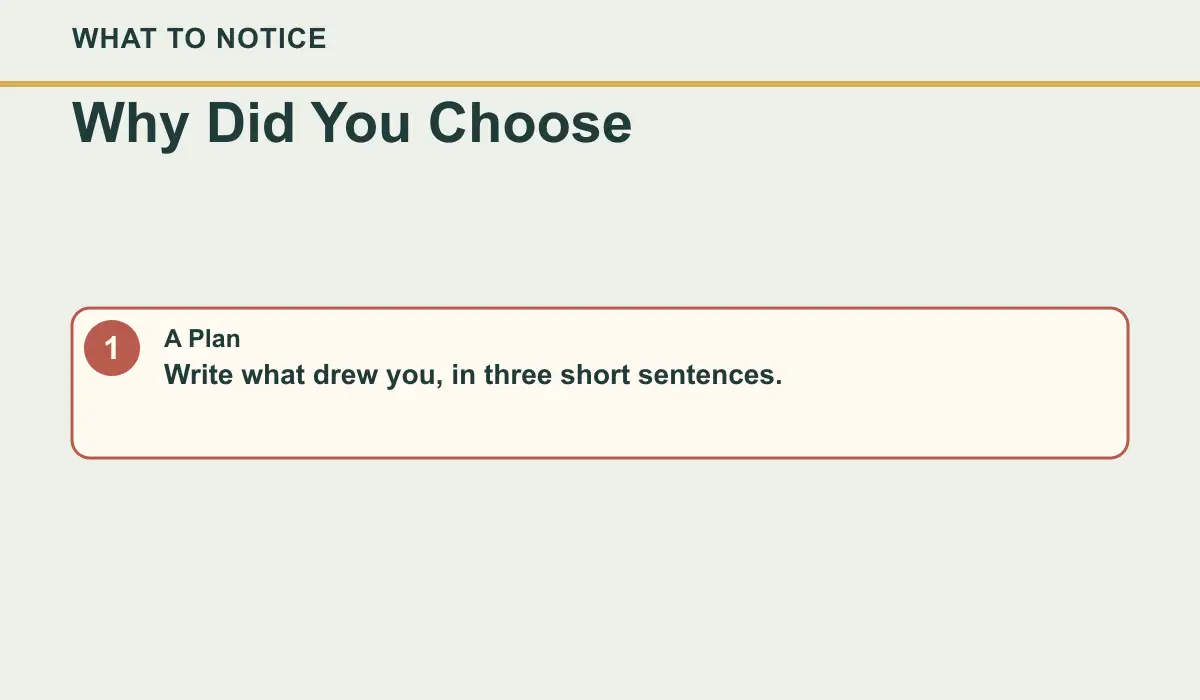 WHAT TO NOTICE
Why Did You Choose
1
A Plan
Write what drew you, in three short sentences.